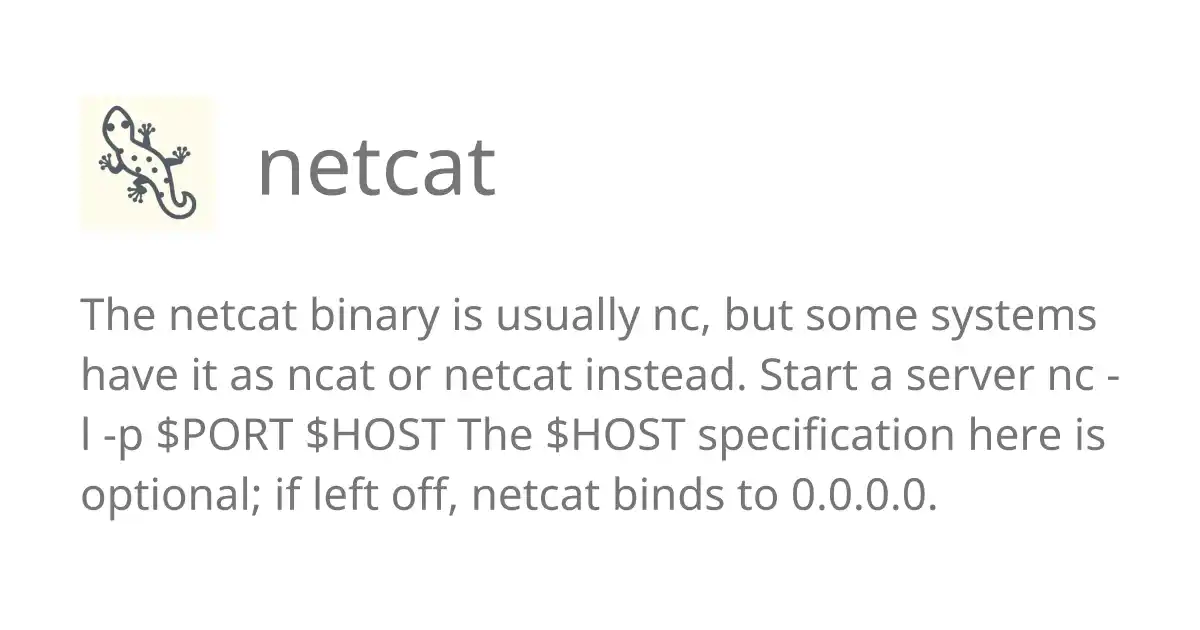 netcat
The netcat binary is usually nc, but some systems
have it as ncat or netcat instead. Start a server nc -
l -p $PORT $HOST The $HOST specification here is
optional; if left off, netcat binds to 0.0.0.0.